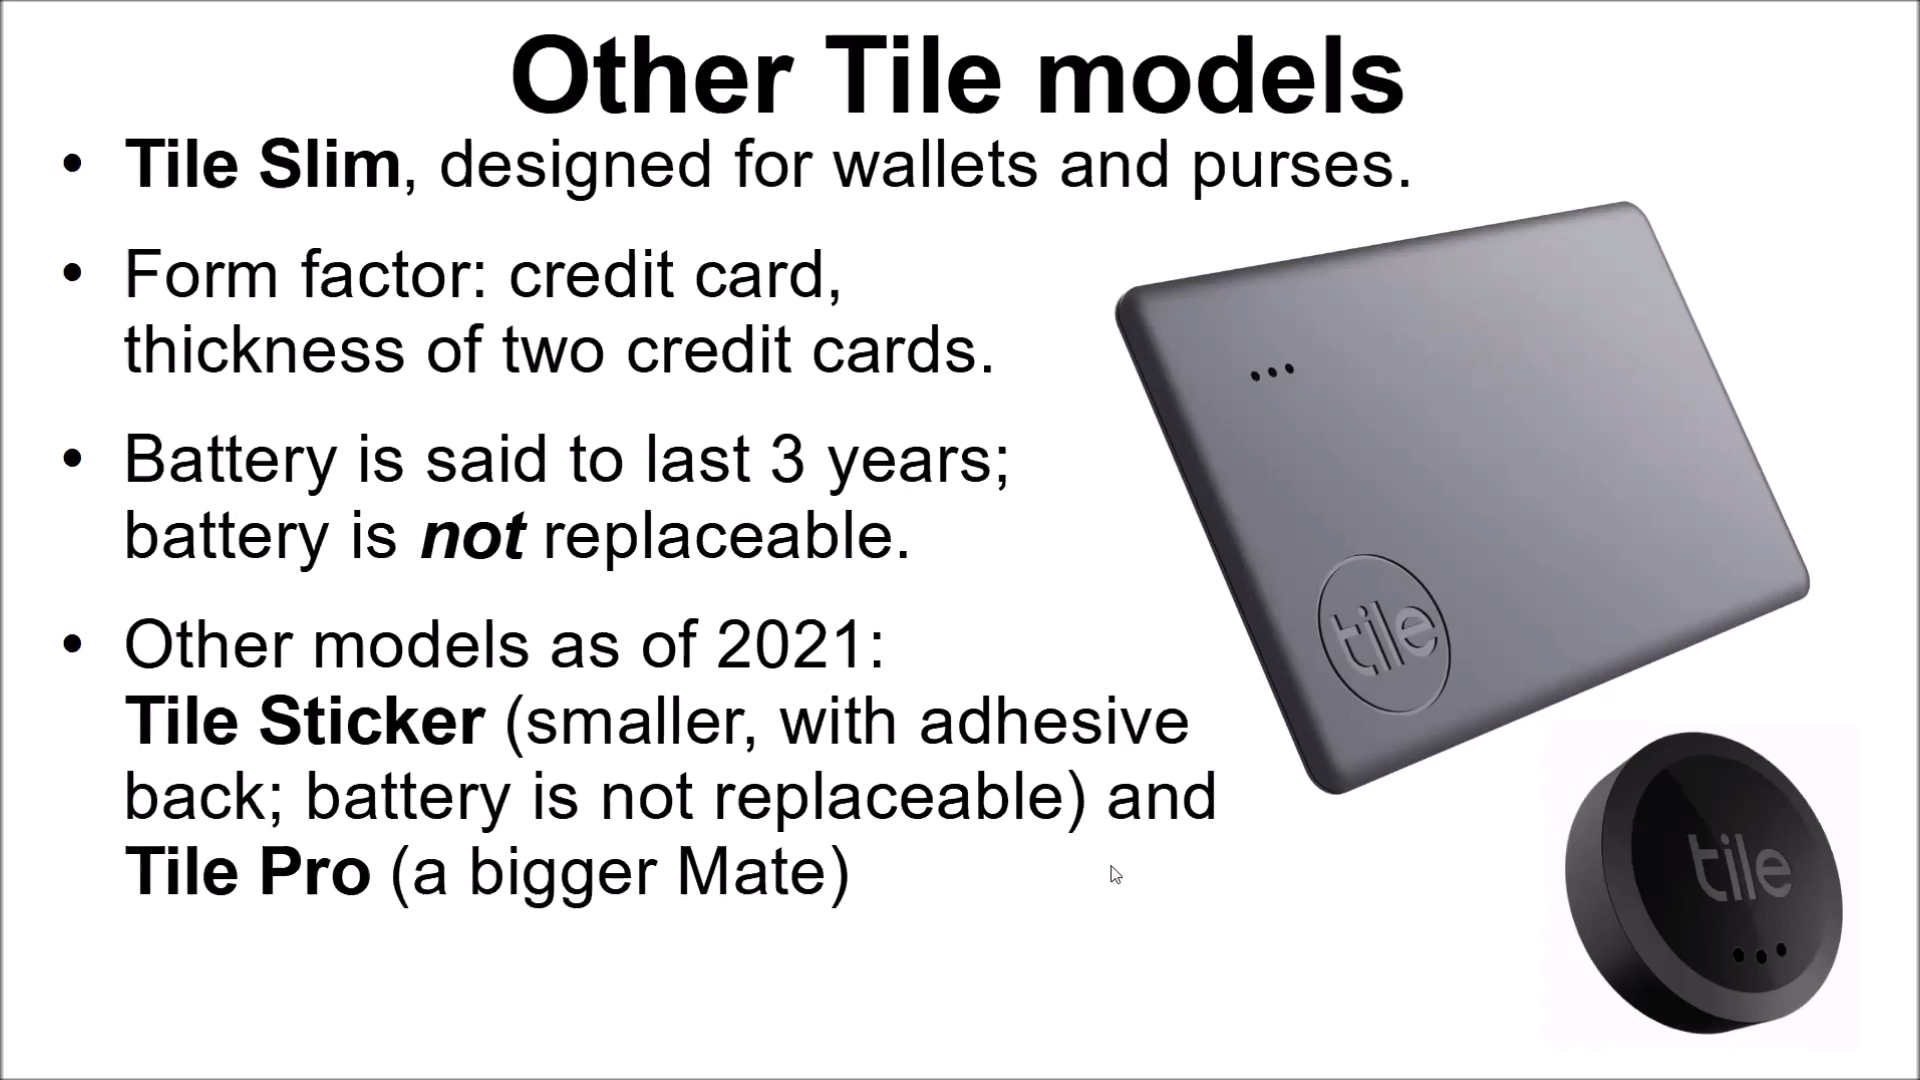 Other Tile models
• Tile Slim, designed for wallets and purses.
• Form factor: credit card,
thickness of two credit cards.
• Battery is said to last 3 years;
battery is not replaceable.
• Other models as of 2021:
Tile Sticker (smaller, with adhesive
back; battery is not replaceable) and
Tile Pro (a bigger Mate)
tile
tile